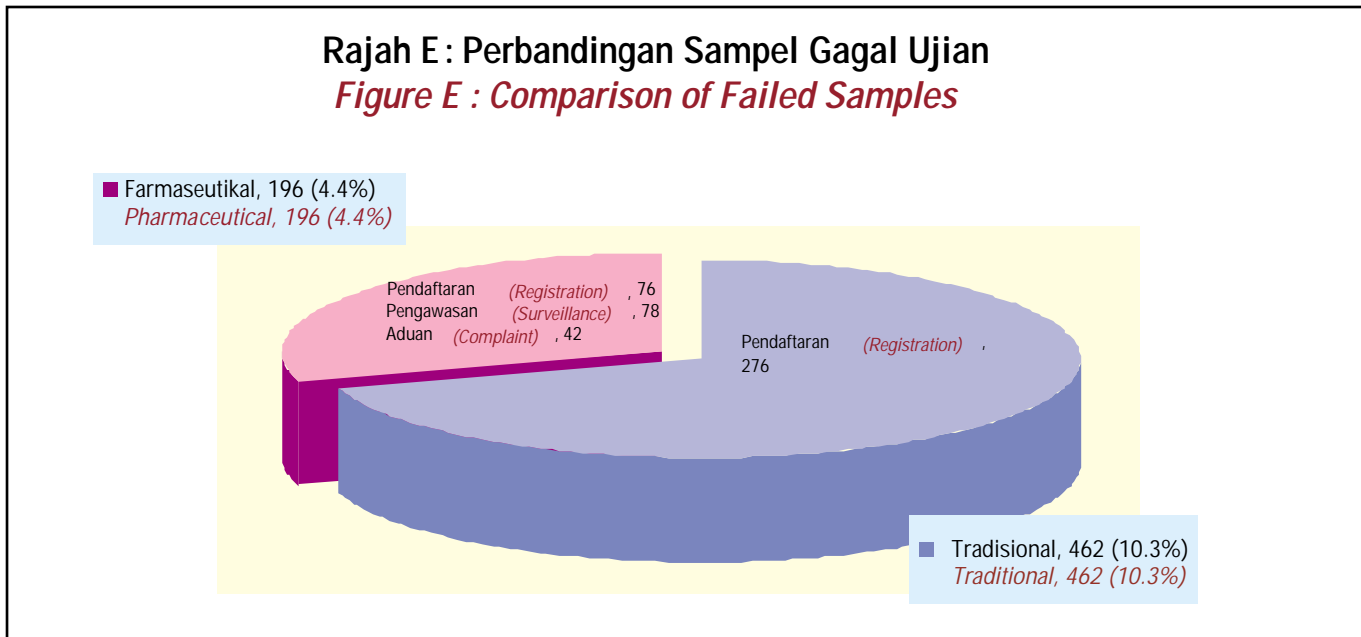 Rajah E : Perbandingan Sampel Gagal Ujian
Figure E : Comparison of Failed Samples
Farmaseutikal, 196 (4.4%)
Pharmaceutical, 196 (4.4%)
Pendaftaran (Registration) , 76
Pengawasan (Surveillance) , 78
Aduan (Complaint) , 42
Pendaftaran (Registration) ,
276
Tradisional, 462 (10.3%)
Traditional, 462 (10.3%)